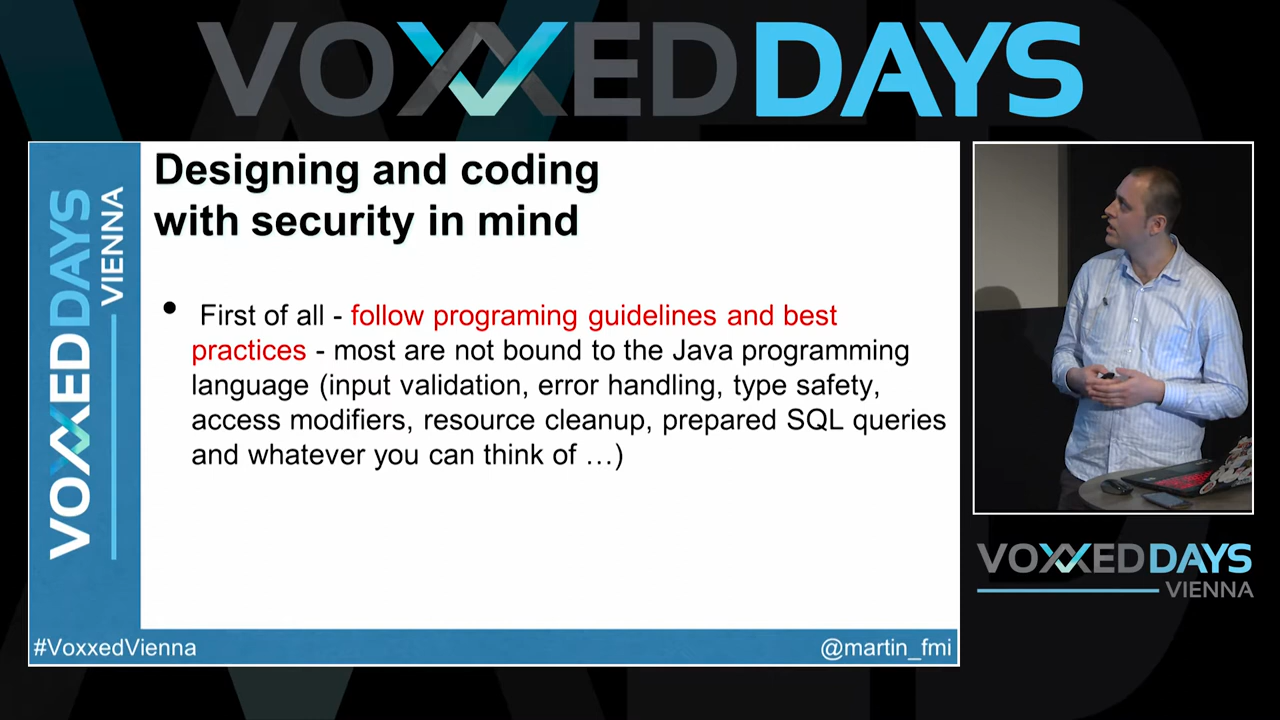 VOXXEDDAYS
VOXXEDDAYS
VIENNA
Designing and coding
with security in mind
• First of all - follow programing guidelines and best
practices - most are not bound to the Java programming
language (input validation, error handling, type safety,
access modifiers, resource cleanup, prepared SQL queries
and whatever you can think of …)
#VoxxedVienna
@martin_fmi
VOXXEDDAYS
VIENNA